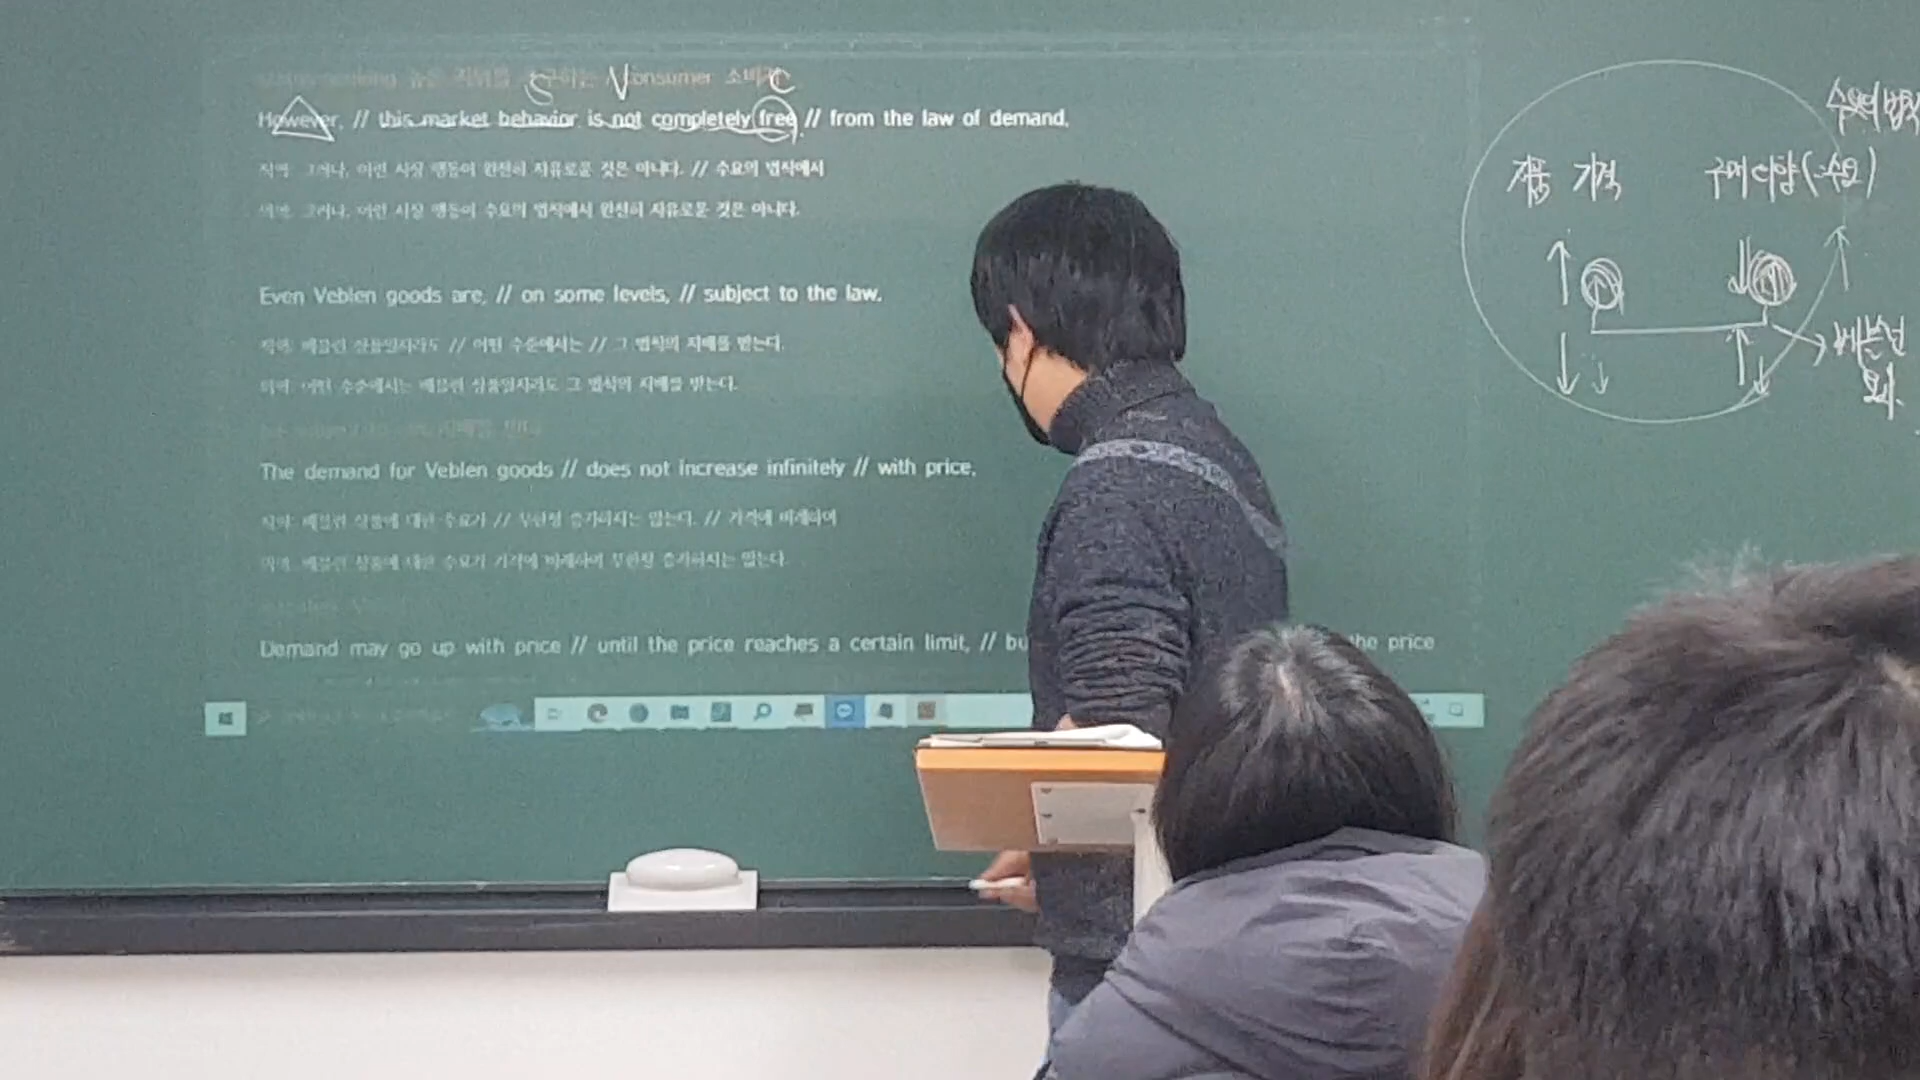 consumer 소비자
S V C
However, // this market behavior is not completely free // from the law of demand.
직역: 그러나, 이런 시장 행동이 완전히 자유로운 것은 아니다. // 수요의 법칙에서
의역: 그러나, 이런 시장 행동이 수요의 법칙에서 완전히 자유로운 것은 아니다.
Even Veblen goods are, // on some levels, // subject to the law.
직역: 베블런 상품일지라도 // 어떤 수준에서는 // 그 법칙의 지배를 받는다.
의역: 어떤 수준에서는 베블런 상품일지라도 그 법칙의 지배를 받는다.
The demand for Veblen goods // does not increase infinitely // with price.
직역: 베블런 상품에 대한 수요가 // 무한정 증가하지는 않는다. // 가격에 비례하여
의역: 베블런 상품에 대한 수요가 가격에 비례하여 무한정 증가하지는 않는다.
Demand may go up with price // until the price reaches a certain limit, // the price
수요의 법칙
제품 가격 구매 수요)
베블런